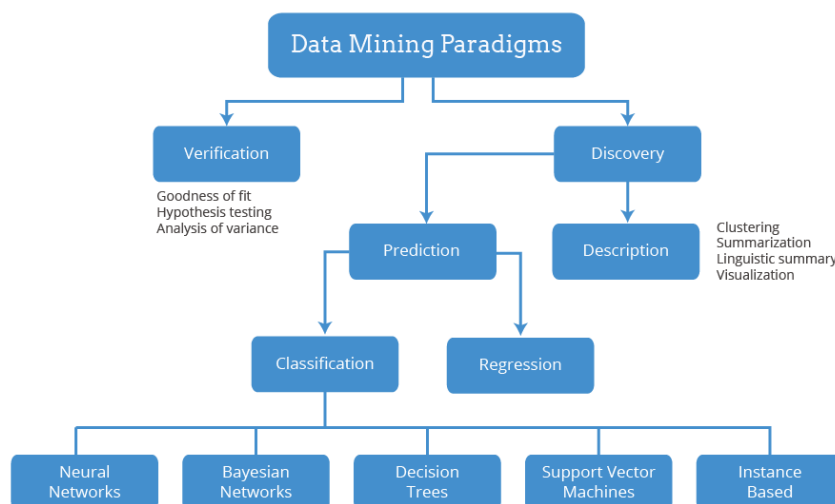 Data Mining Paradigms
Verification
Discovery
Goodness of fit
Hypothesis testing
Analysis of variance
Prediction
Description
Clustering
Summarization
Linguistic summary
Visualization
Classification
Regression
Neural
Networks
Bayesian
Networks
Decision
Trees
Support Vector
Machines
Instance
Based